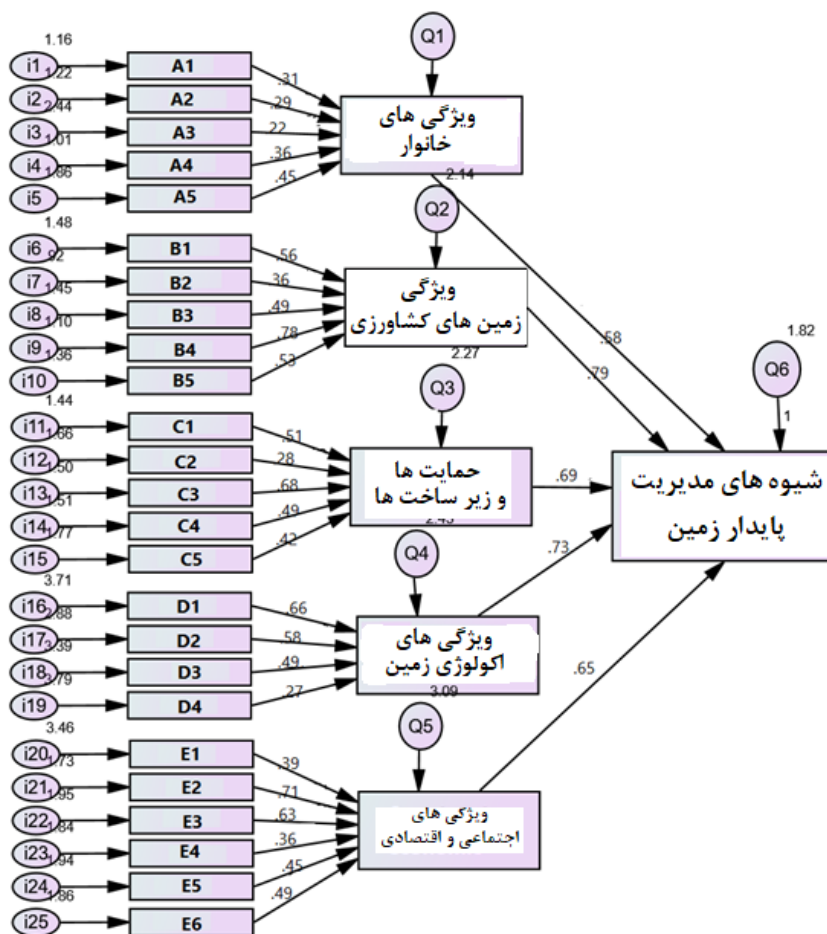 1.16
Q1
i1
A1
.31
1.22
i2
A2
.29
2.44
i3
A3
.22
1.01
i4
A4
.36
1.86
i5
A5
.45
ویژگی های
خانوار
2.14
Q2
1.48
i6
B1
.56
.92
i7
B2
.36
1.45
i8
B3
.49
1.10
i9
B4
.78
1.36
i10
B5
.53
ویژگی
زمین های کشاورزی
2.27
Q3
1.44
i11
C1
.51
1.66
i12
C2
.28
1.50
i13
C3
.68
1.51
i14
C4
.49
1.77
i15
C5
.42
حمایت ها
و زیر ساخت ها
Q4
3.71
i16
D1
.66
2.88
i17
D2
.58
3.39
i18
D3
.49
3.79
i19
D4
.27
ویژگی های
اکولوژی زمین
3.09
Q5
3.46
i20
E1
.39
1.73
i21
E2
.71
1.95
i22
E3
.63
1.84
i23
E4
.36
1.94
i24
E5
.45
1.86
i25
E6
.49
ویژگی های
اجتماعی و اقتصادی
.58
.79
.69
.73
.65
1.82
Q6
1
شیوه های مدیریت
پایدار زمین